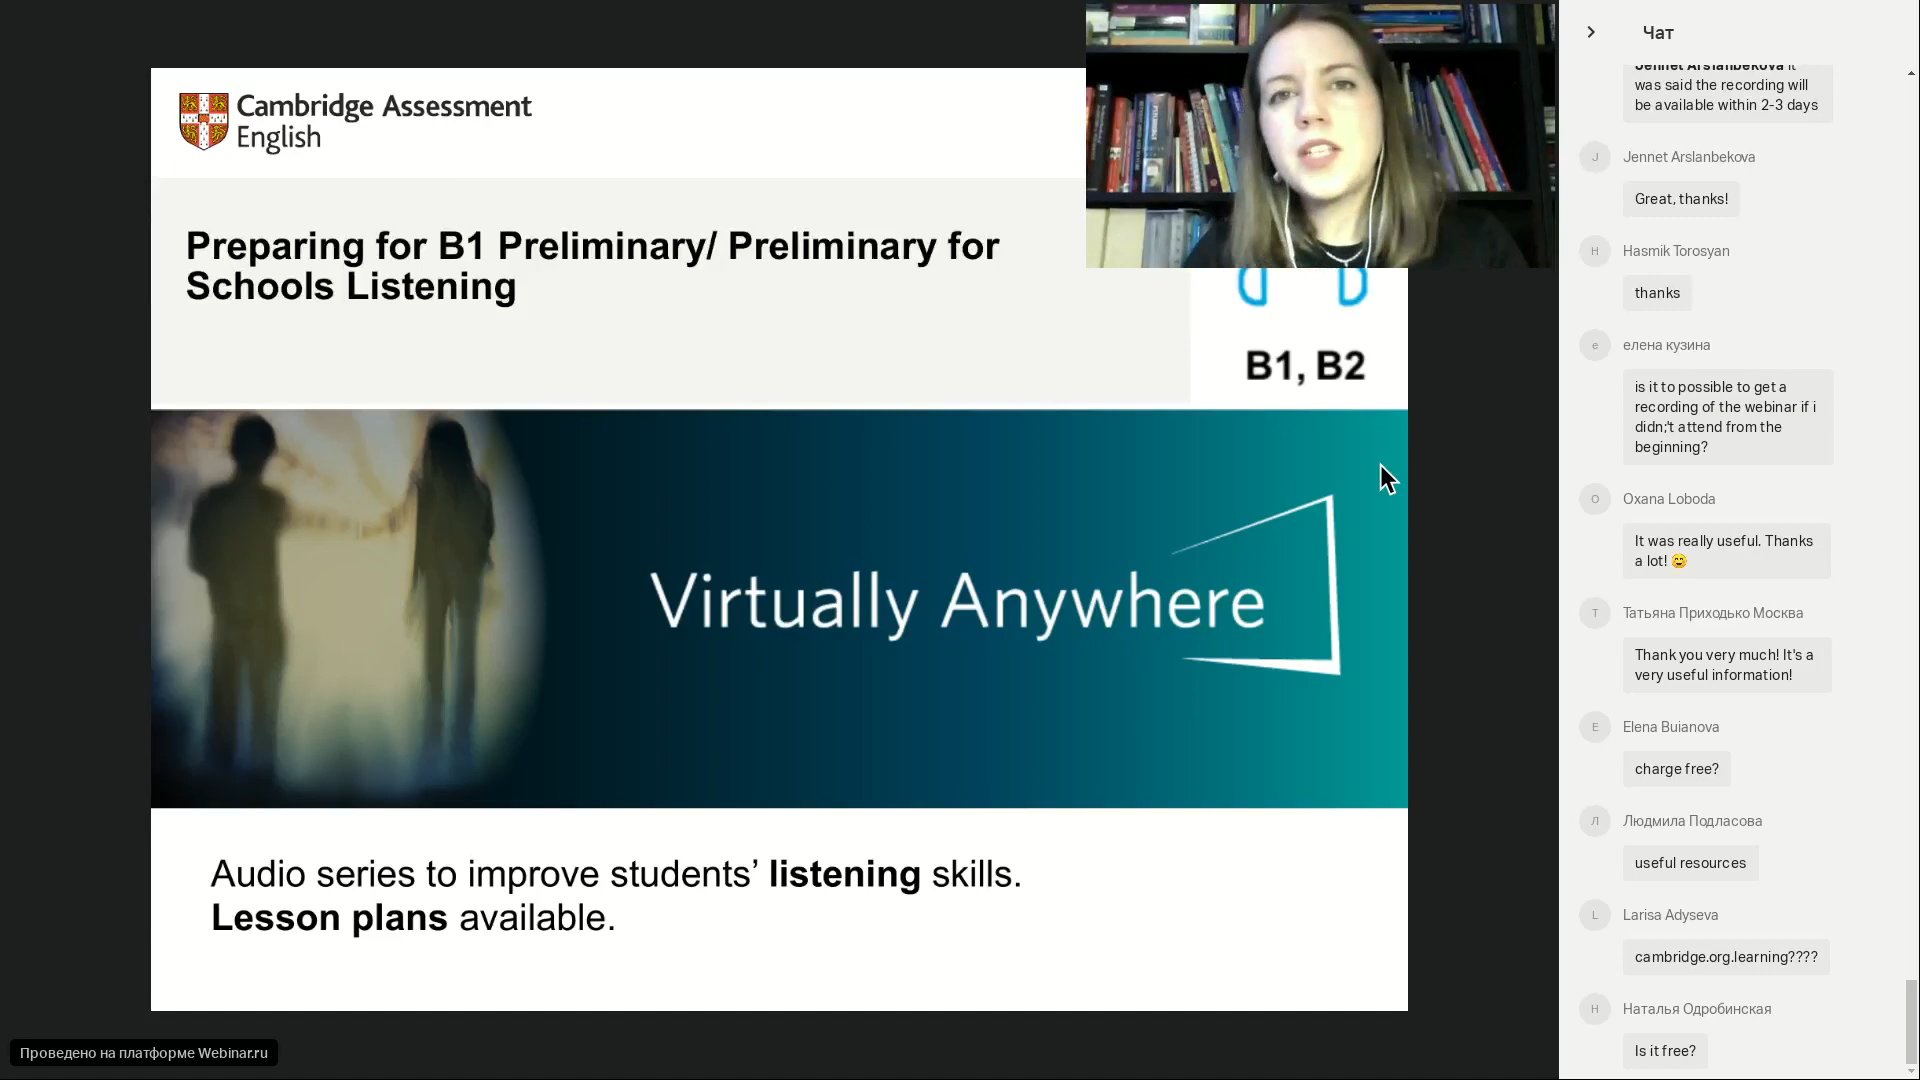 Cambridge Assessment
English
Preparing for B1 Preliminary/ Preliminary for
Schools Listening
B1, B2
Virtually Anywhere
Audio series to improve students’ listening skills.
Lesson plans available.
Проведено на платформе Webinar.ru
Чат
Jennet Arslanbekova it
was said the recording will
be available within 2-3 days
J
Jennet Arslanbekova
Great, thanks!
H
Hasmik Torosyan
thanks
е
елена кузина
is it to possible to get a
recording of the webinar if i
didn;'t attend from the
beginning?
O
Oxana Loboda
It was really useful. Thanks
a lot! 😊
Т
Татьяна Приходько Москва
Thank you very much! It's a
very useful information!
E
Elena Buianova
charge free?
Л
Людмила Подласова
useful resources
L
Larisa Adyseva
cambridge.org.learning????
Н
Наталья Одробинская
Is it free?